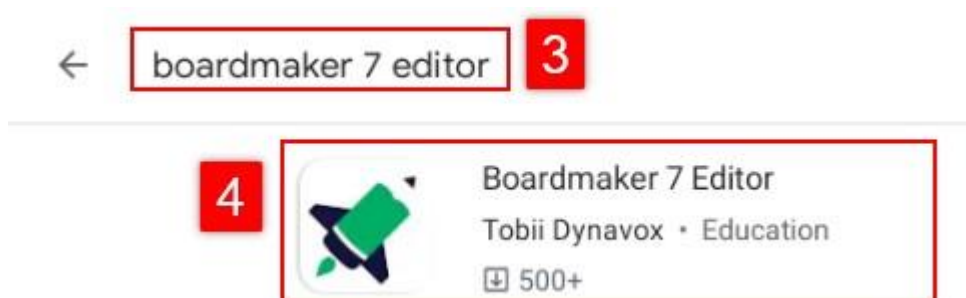 boardmaker 7 editor
3
4
Boardmaker 7 Editor
Tobii Dynavox • Education
500+